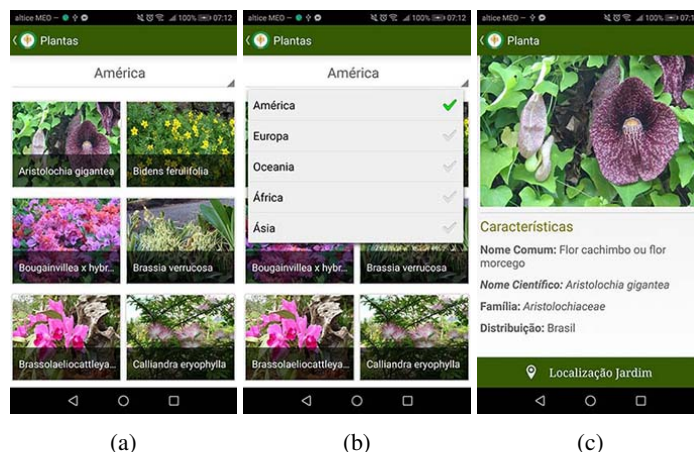 altice MEO 100% 07:12
Plantas
América
Aristolochia gigantea
Bidens ferulifolia
Bougainvillea x hybr...
Brassia verrucosa
Brassolaeliocattleya...
Calliandra eryophylla
(a)
altice MEO 100% 07:12
Plantas
América
América
Europa
Oceania
África
Ásia
Bougainvillea x hybr...
Brassia verrucosa
Brassolaeliocattleya...
Calliandra eryophylla
(b)
altice MEO 100% 07:1
Planta
Características
Nome Comum: Flor cachimbo ou flor
morcego
Nome Científico: Aristolochia gigantea
Família: Aristolochiaceae
Distribuição: Brasil
Localização Jardim
(c)